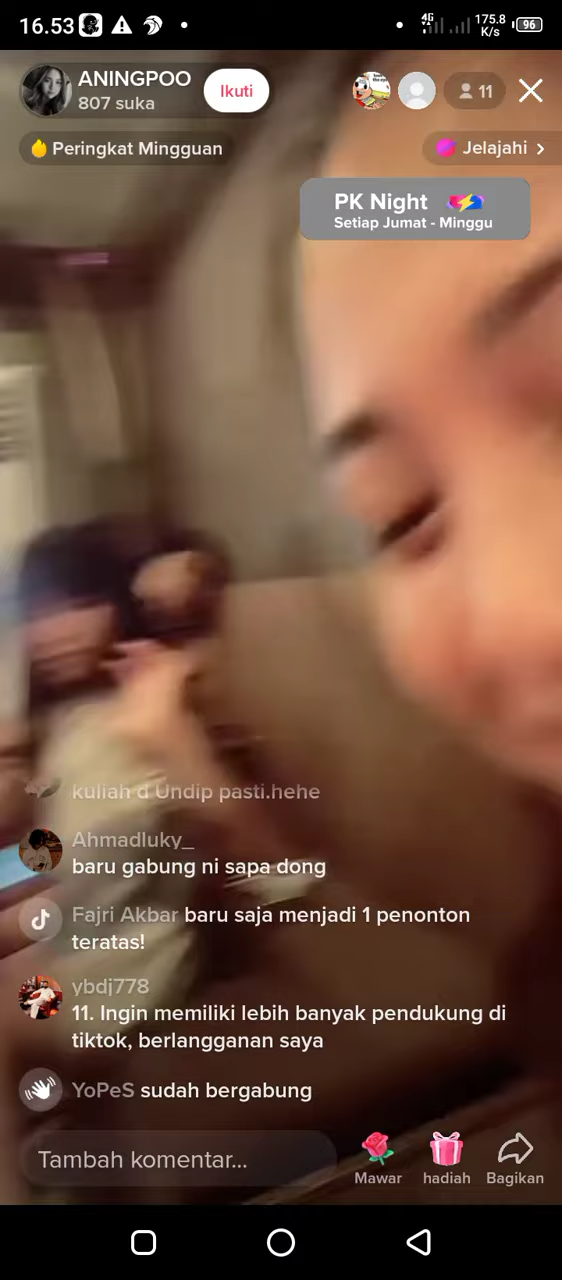 16.53
4G
175.8
K/s
96
ANINGPOO
807 suka
Ikuti
11
Peringkat Mingguan
Jelajahi
PK Night
Setiap Jumat - Minggu
kuliah d Undip pasti.hehe
Ahmadluky_
baru gabung ni sapa dong
Fajri Akbar baru saja menjadi 1 penonton
teratas!
ybdj778
11. Ingin memiliki lebih banyak pendukung di
tiktok, berlangganan saya
YoPeS sudah bergabung
Tambah komentar...
Mawar
hadiah
Bagikan